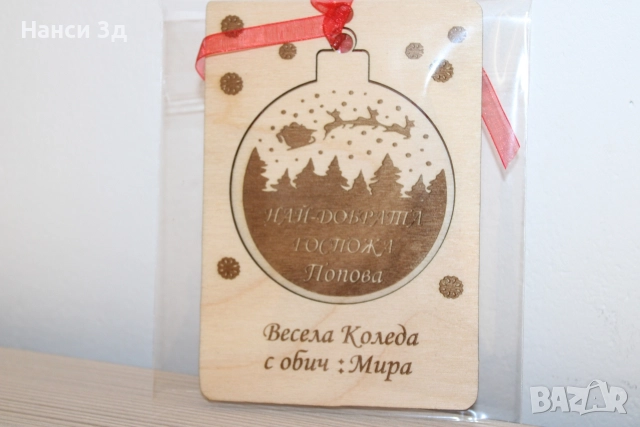 Нанси 3д
НАЙ-ДОБРАТА
ГОСПОЖА
Попова
Весела Коледа
с обич :Мира
BAZAR